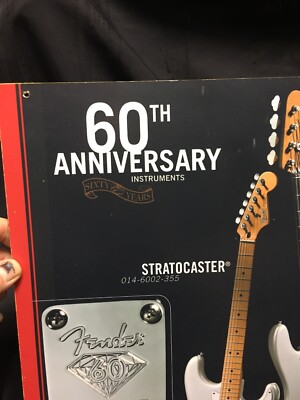 60TH
ANNIVERSARY
INSTRUMENTS
SIXTY YEARS
STRATOCASTER®
014-6002-355
Fender
60